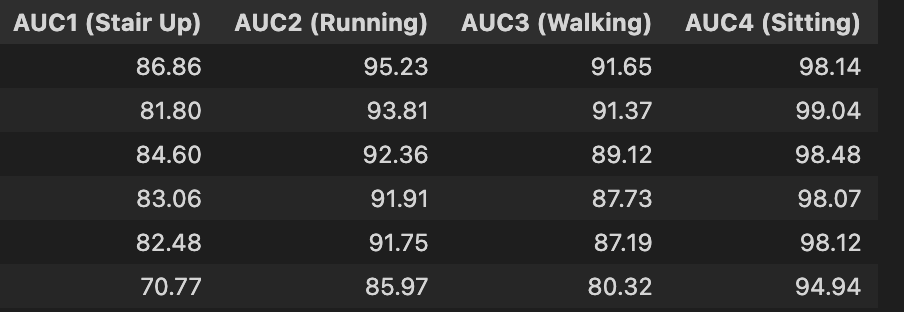 AUC1 (Stair Up) AUC2 (Running) AUC3 (Walking) AUC4 (Sitting)
86.86 95.23 91.65 98.14
81.80 93.81 91.37 99.04
84.60 92.36 89.12 98.48
83.06 91.91 87.73 98.07
82.48 91.75 87.19 98.12
70.77 85.97 80.32 94.94